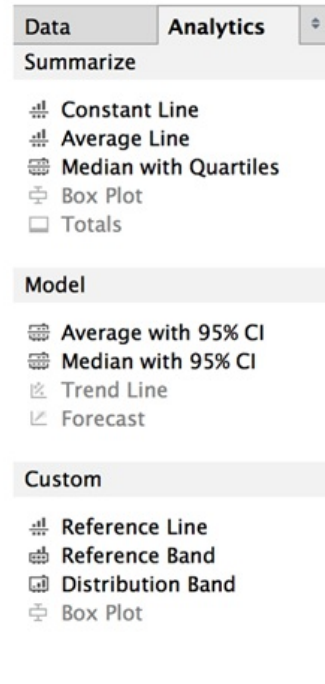 Data Analytics
Summarize
Constant Line
Average Line
Median with Quartiles
Box Plot
Totals
Model
Average with 95% CI
Median with 95% CI
Trend Line
Forecast
Custom
Reference Line
Reference Band
Distribution Band
Box Plot